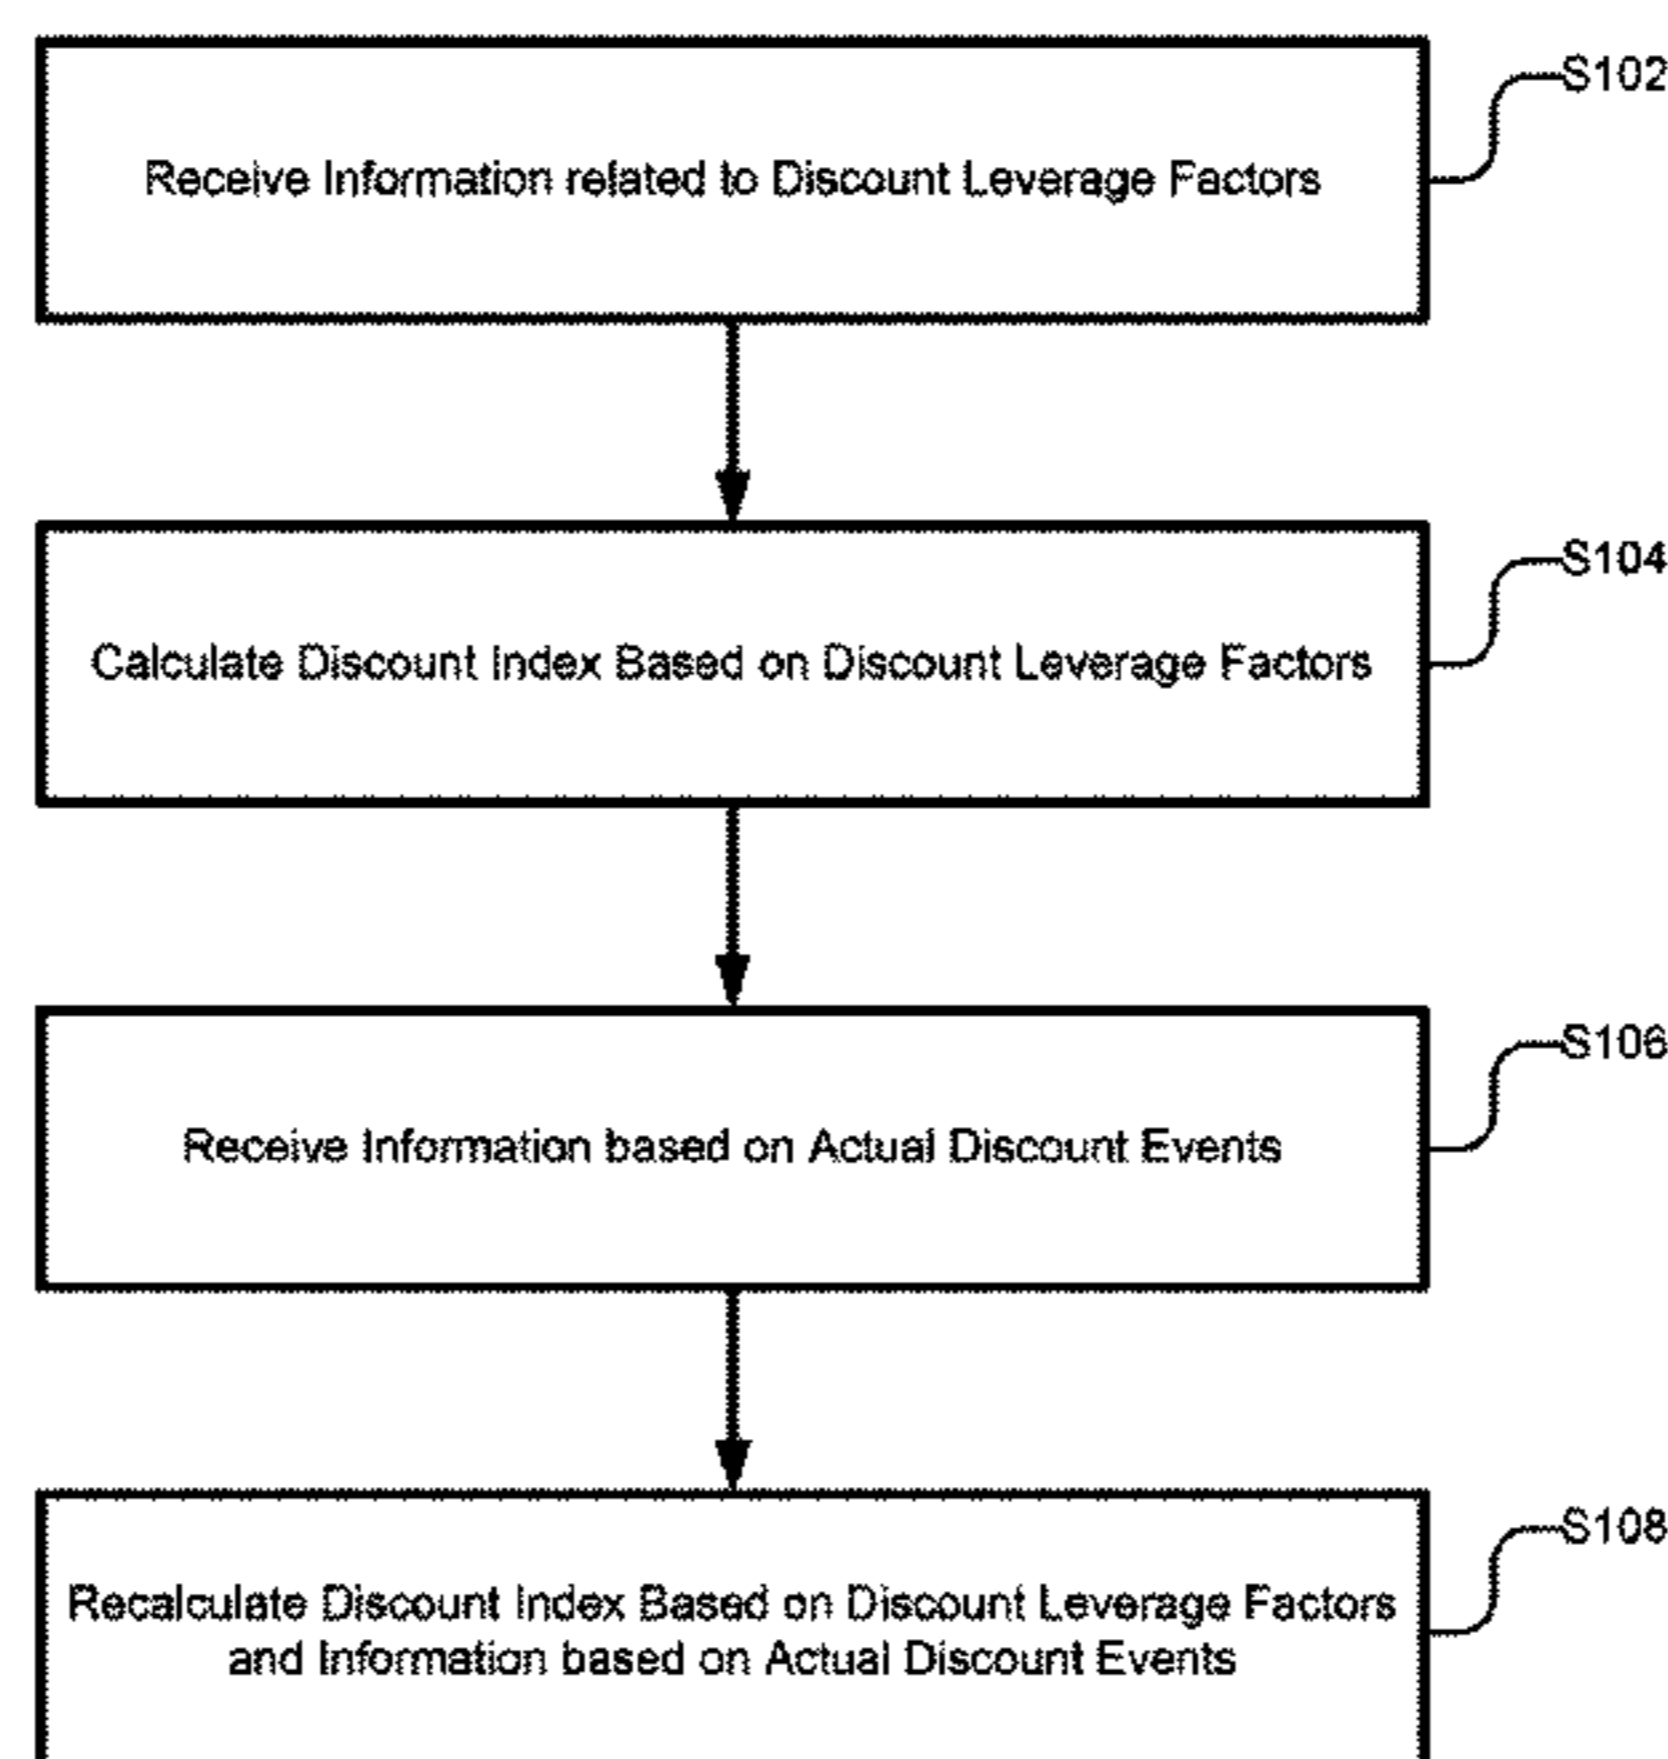 S102
Receive Information related to Discount Leverage Factors
S104
Calculate Discount Index Based on Discount Leverage Factors
S106
Receive Information based on Actual Discount Events
S108
Recalculate Discount Index Based on Discount Leverage Factors
and Information based on Actual Discount Events